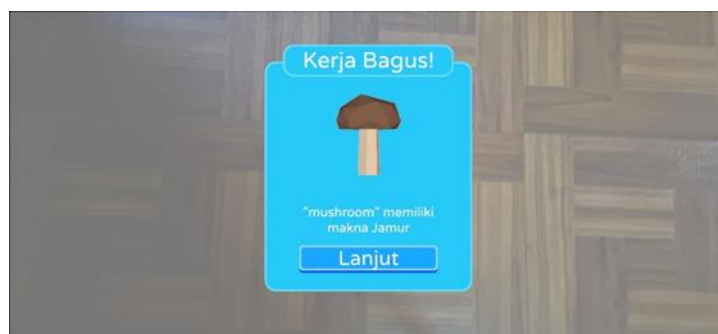 Kerja Bagus!
"mushroom" memiliki
makna Jamur
Lanjut